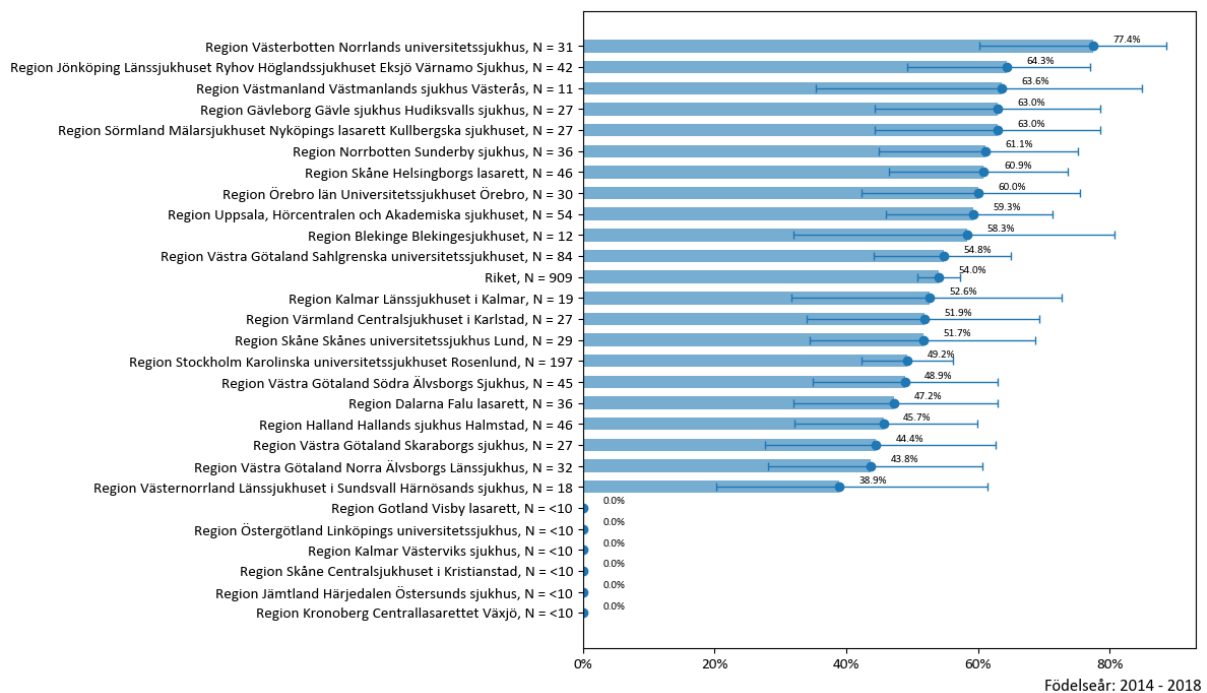 Region Västerbotten Norrlands universitetssjukhus, N = 31 77.4%
Region Jönköping Länssjukhuset Ryhov Höglandssjukhuset Eksjö Värnamo Sjukhus, N = 42 64.3%
Region Västmanland Västmanlands sjukhus Västerås, N = 11 63.6%
Region Gävleborg Gävle sjukhus Hudiksvalls sjukhus, N = 27 63.0%
Region Sörmland Mälarsjukhuset Nyköpings lasarett Kullbergska sjukhuset, N = 27 63.0%
Region Norrbotten Sunderby sjukhus, N = 36 61.1%
Region Skåne Helsingborgs lasarett, N = 46 60.9%
Region Örebro län Universitetssjukhuset Örebro, N = 30 60.0%
Region Uppsala, Hörcentralen och Akademiska sjukhuset, N = 54 59.3%
Region Blekinge Blekingesjukhuset, N = 12 58.3%
Region Västra Götaland Sahlgrenska universitetssjukhuset, N = 84 54.8%
Riket, N = 909 54.0%
Region Kalmar Länssjukhuset i Kalmar, N = 19 52.6%
Region Värmland Centralsjukhuset i Karlstad, N = 27 51.9%
Region Skåne Skånes universitetssjukhus Lund, N = 29 51.7%
Region Stockholm Karolinska universitetssjukhuset Rosenlund, N = 197 49.2%
Region Västra Götaland Södra Älvsborgs Sjukhus, N = 45 48.9%
Region Dalarna Falu lasarett, N = 36 47.2%
Region Halland Hallands sjukhus Halmstad, N = 46 45.7%
Region Västra Götaland Skaraborgs sjukhus, N = 27 44.4%
Region Västra Götaland Norra Älvsborgs Länssjukhus, N = 32 43.8%
Region Västernorrland Länssjukhuset i Sundsvall Härnösands sjukhus, N = 18 38.9%
Region Gotland Visby lasarett, N = <10 0.0%
Region Östergötland Linköpings universitetssjukhus, N = <10 0.0%
Region Kalmar Västerviks sjukhus, N = <10 0.0%
Region Skåne Centralsjukhuset i Kristianstad, N = <10 0.0%
Region Jämtland Härjedalen Östersunds sjukhus, N = <10 0.0%
Region Kronoberg Centrallasarettet Växjö, N = <10 0.0%
0% 20% 40% 60% 80%
Födelseår: 2014 - 2018